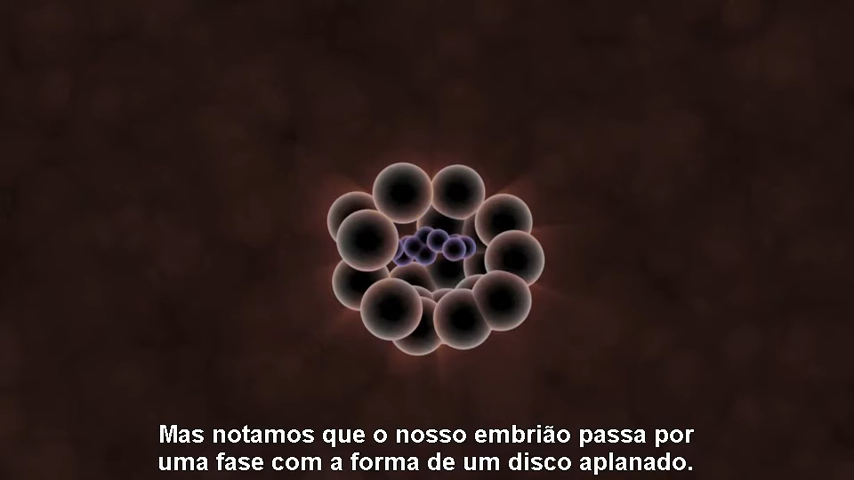 Mas notamos que o nosso embrião passa por
uma fase com a forma de um disco aplanado.